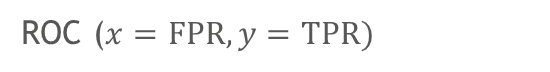 ROC (x = FPR, y = TPR)